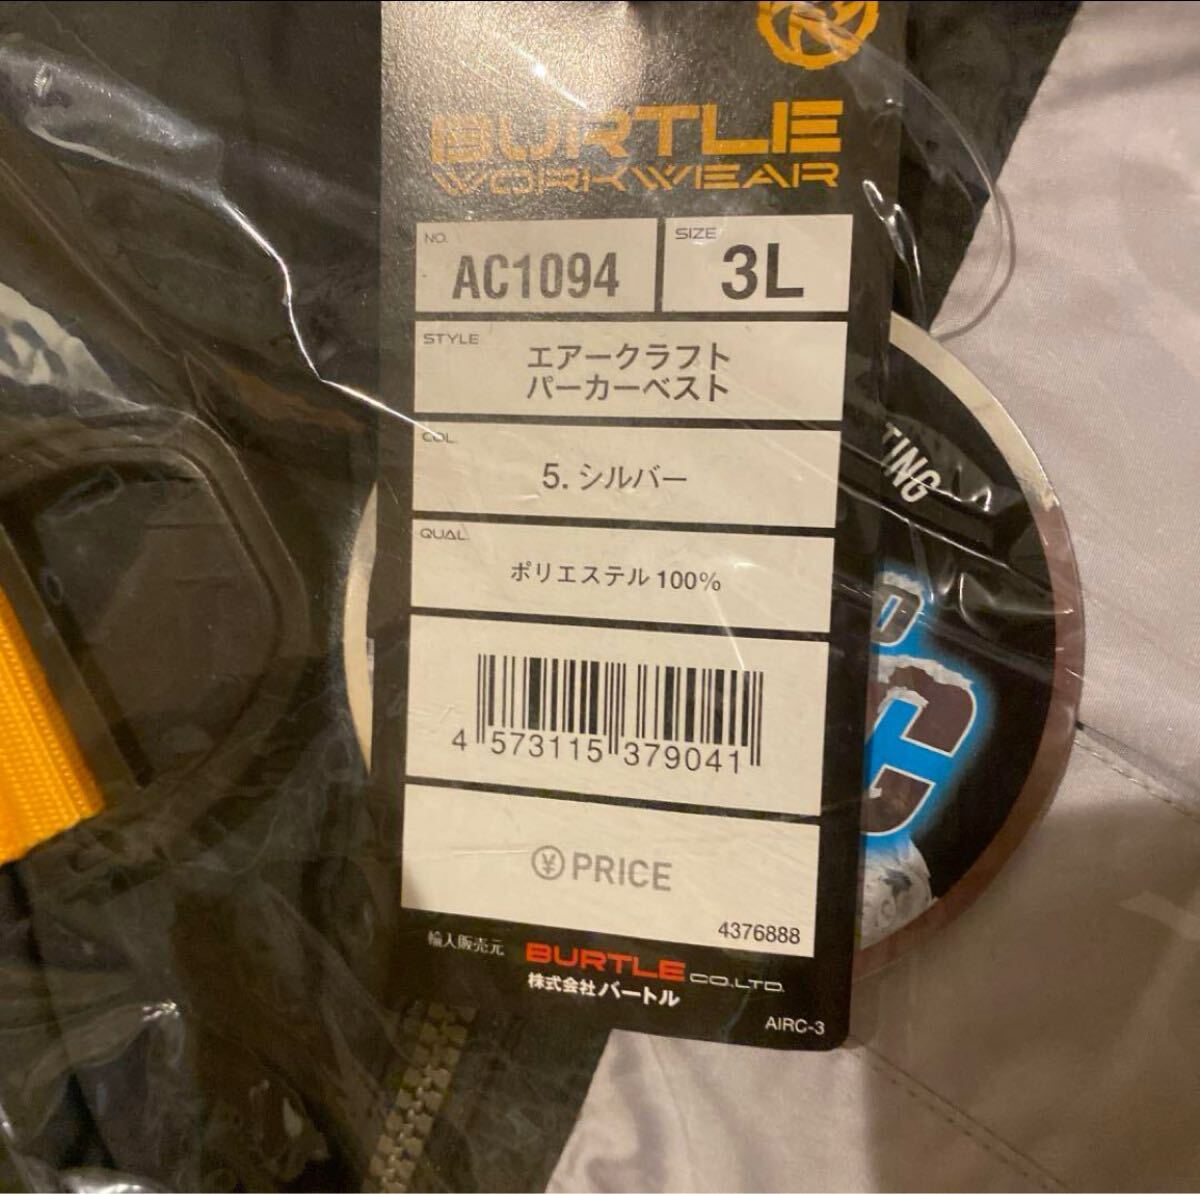 BURTLE
WORKWEAR
NO.
AC1094
SIZE
3L
STYLE
エアークラフト
パーカーベスト
COL.
5. シルバー
QUAL.
ポリエステル 100%
4 573115 379041
¥ PRICE
4376888
輸入販売元
BURTLE CO.,LTD.
株式会社バートル
AIRC-3